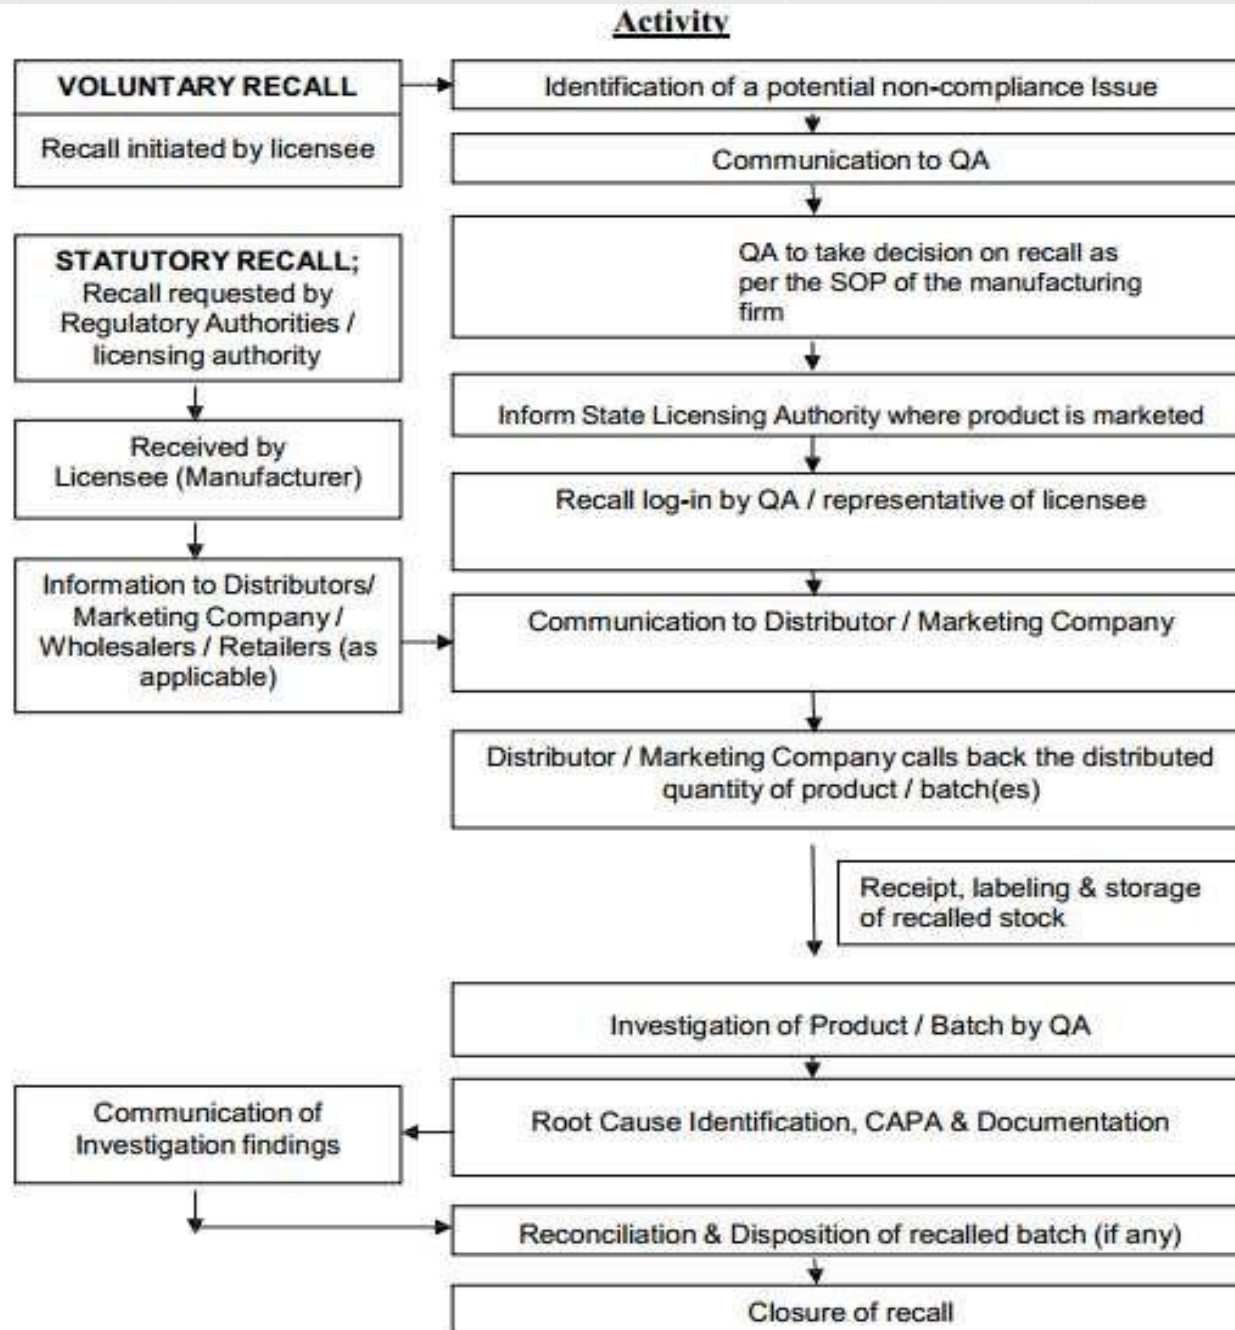 Activity
VOLUNTARY RECALL
Recall initiated by licensee
Identification of a potential non-compliance Issue
Communication to QA
QA to take decision on recall as
per the SOP of the manufacturing
firm
STATUTORY RECALL;
Recall requested by
Regulatory Authorities /
licensing authority
Inform State Licensing Authority where product is marketed
Received by
Licensee (Manufacturer)
Recall log-in by QA / representative of licensee
Information to Distributors/
Marketing Company /
Wholesalers / Retailers (as
applicable)
Communication to Distributor / Marketing Company
Distributor / Marketing Company calls back the distributed
quantity of product / batch(es)
Receipt, labeling & storage
of recalled stock
Investigation of Product / Batch by QA
Root Cause Identification, CAPA & Documentation
Communication of
Investigation findings
Reconciliation & Disposition of recalled batch (if any)
Closure of recall